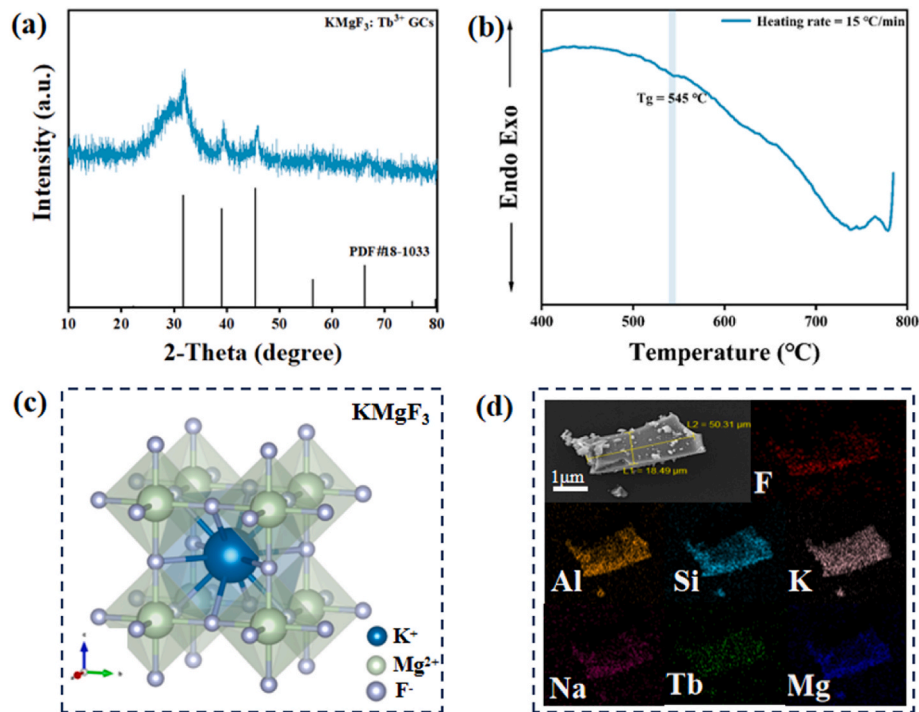 (a)
KMgF₃: Tb³⁺ GCs
Intensity (a.u.)
PDF#18-1033
10 20 30 40 50 60 70 80
2-Theta (degree)
(b)
Heating rate = 15 °C/min
Tg = 545 °C
Endo Exo
400 500 600 700 800
Temperature (°C)
(c)
KMgF₃
K⁺
Mg²⁺
F⁻
(d)
L2 = 50.31 µm
L1 = 18.49 µm
1µm
F
Al
Si
K
Na
Tb
Mg